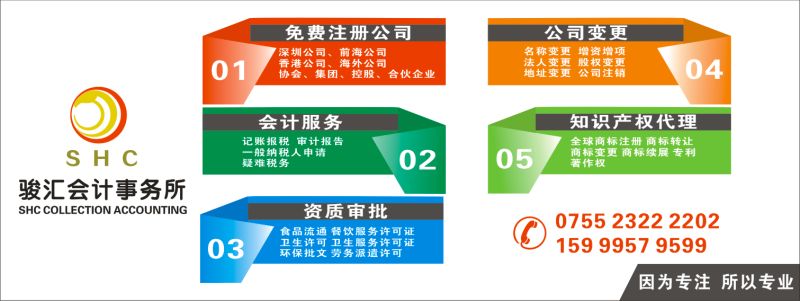 SHC
骏汇会计事务所
SHC COLLECTION ACCOUNTING
01
免费注册公司
深圳公司、前海公司
香港公司、海外公司
协会、集团、控股、合伙企业
02
会计服务
记账报税 审计报告
一般纳税人申请
疑难税务
03
资质审批
食品流通 餐饮服务许可证
卫生许可 卫生服务许可证
环保批文 劳务派遣许可
04
公司变更
名称变更 增资增项
法人变更 股权变更
地址变更 公司注销
05
知识产权代理
全球商标注册 商标转让
商标变更 商标续展 专利
著作权
0755 2322 2202
159 9957 9599
因为专注 所以专业